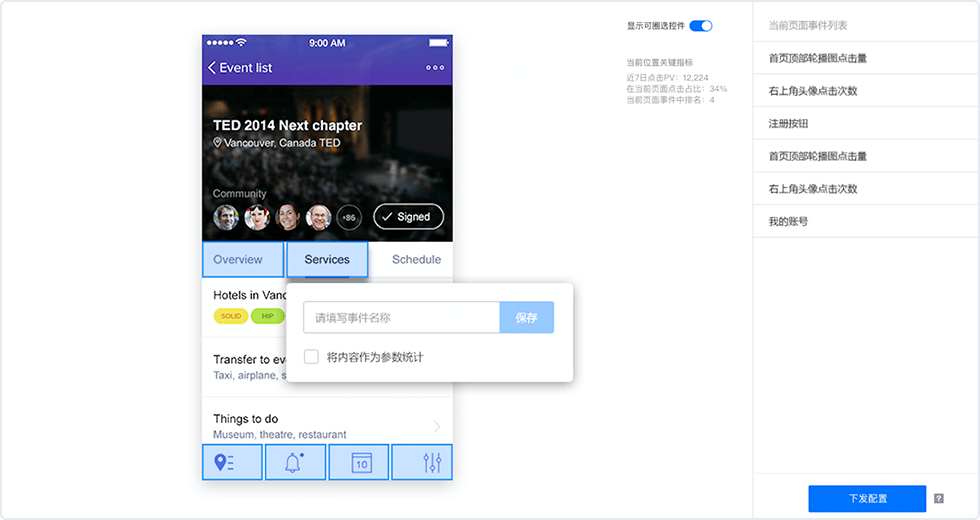 9:00 AM
Event list
TED 2014 Next chapter
Vancouver, Canada TED
Community
+86
Signed
Overview
Services
Schedule
Hotels in Vanc
SOLID
HIP
Transfer to ev
Taxi, airplane, s
Things to do
Museum, theatre, restaurant
10
请填写事件名称
保存
将内容作为参数统计
显示可圈选控件
当前位置关键指标
近7日点击PV：12,224
在当前页面点击占比：34%
当前页面事件中排名：4
当前页面事件列表
首页顶部轮播图点击量
右上角头像点击次数
注册按钮
首页顶部轮播图点击量
右上角头像点击次数
我的账号
下发配置
?